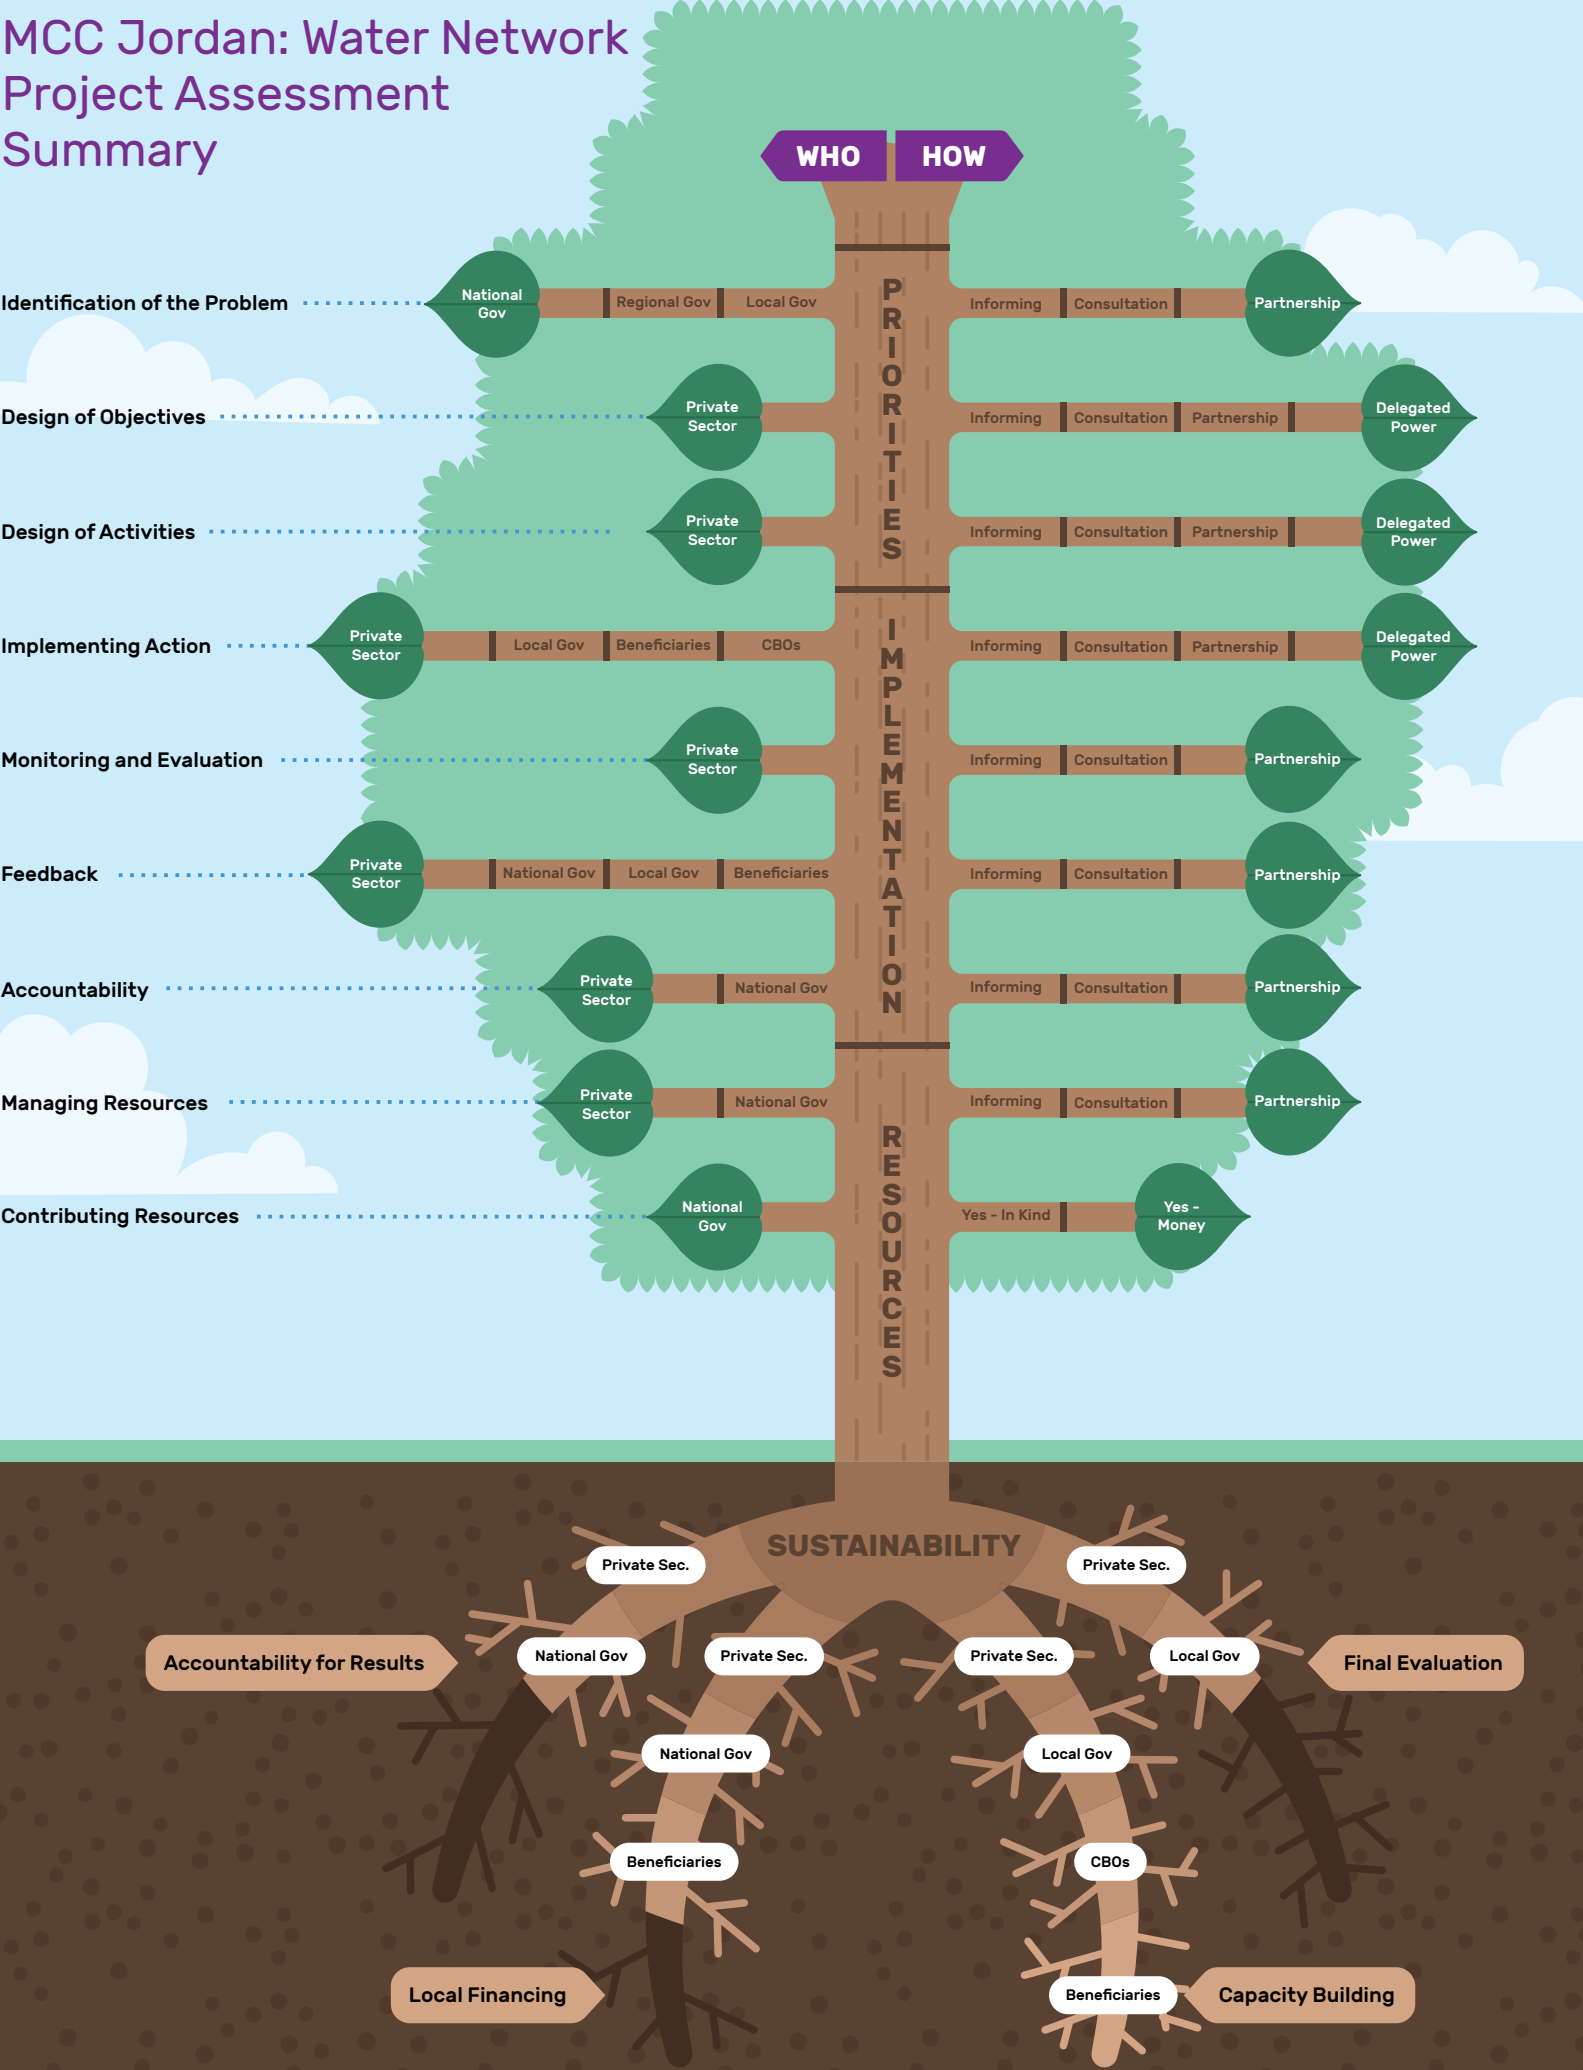 MCC Jordan: Water Network
Project Assessment
Summary
WHO HOW
PRIORITIES
Identification of the Problem
National
Gov
Regional Gov
Local Gov
Informing
Consultation
Partnership
Design of Objectives
Private
Sector
Informing
Consultation
Partnership
Delegated
Power
Design of Activities
Private
Sector
Informing
Consultation
Partnership
Delegated
Power
IMPLEMENTATION
Implementing Action
Private
Sector
Local Gov
Beneficiaries
CBOs
Informing
Consultation
Partnership
Delegated
Power
Monitoring and Evaluation
Private
Sector
Informing
Consultation
Partnership
Feedback
Private
Sector
National Gov
Local Gov
Beneficiaries
Informing
Consultation
Partnership
Accountability
Private
Sector
National Gov
Informing
Consultation
Partnership
RESOURCES
Managing Resources
Private
Sector
National Gov
Informing
Consultation
Partnership
Contributing Resources
National
Gov
Yes - In Kind
Yes -
Money
SUSTAINABILITY
Accountability for Results
Private Sec.
National Gov
Local Financing
Private Sec.
National Gov
Beneficiaries
Capacity Building
Private Sec.
Local Gov
CBOs
Beneficiaries
Final Evaluation
Private Sec.
Local Gov